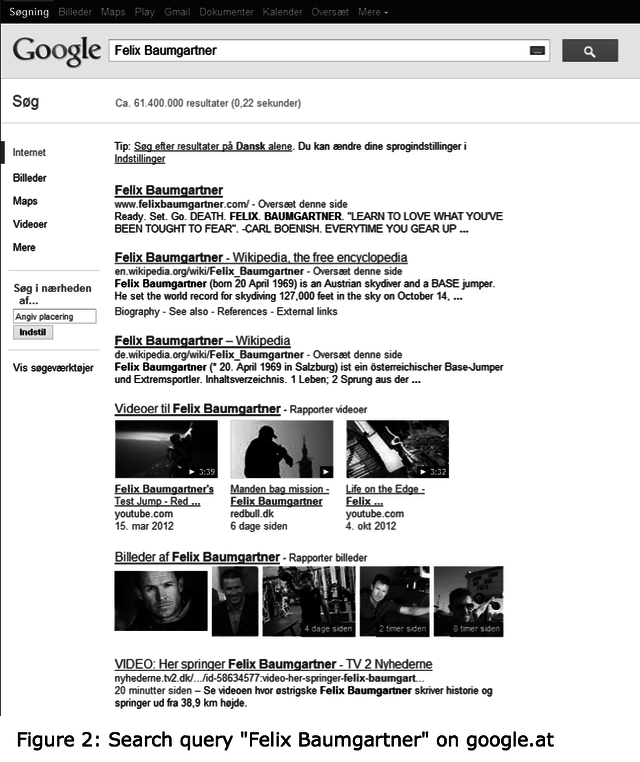 Søgning Billeder Maps Play Gmail Dokumenter Kalender Oversæt Mere
Google Felix Baumgartner
Søg Ca. 61.400.000 resultater (0,22 sekunder)
Internet
Billeder
Maps
Videoer
Mere
Søg i nærheden
af...
Angiv placering
Indstil
Vis søgeværktøjer
Tip: Søg efter resultater på Dansk alene. Du kan ændre dine sprogindstillinger i
Indstillinger
Felix Baumgartner
www.felixbaumgartner.com/ - Oversæt denne side
Ready. Set. Go. DEATH. FELIX. BAUMGARTNER. "LEARN TO LOVE WHAT YOU'VE
BEEN TOUGHT TO FEAR". -CARL BOENISH. EVERYTIME YOU GEAR UP ...
Felix Baumgartner - Wikipedia, the free encyclopedia
en.wikipedia.org/wiki/Felix_Baumgartner - Oversæt denne side
Felix Baumgartner (born 20 April 1969) is an Austrian skydiver and a BASE jumper.
He set the world record for skydiving 127,000 feet in the sky on October 14, ...
Biography - See also - References - External links
Felix Baumgartner – Wikipedia
de.wikipedia.org/wiki/Felix_Baumgartner - Oversæt denne side
Felix Baumgartner (* 20. April 1969 in Salzburg) ist ein österreichischer Base-Jumper
und Extremsportler. Inhaltsverzeichnis. 1 Leben; 2 Sprung aus der ...
Videoer til Felix Baumgartner - Rapporter videoer
3:39
3:32
Felix Baumgartner's
Test Jump - Red ...
youtube.com
15. mar 2012
Manden bag mission -
Felix Baumgartner
redbull.dk
6 dage siden
Life on the Edge -
Felix ...
youtube.com
4. okt 2012
Billeder af Felix Baumgartner - Rapporter billeder
4 dage siden
2 timer siden
8 timer siden
VIDEO: Her springer Felix Baumgartner - TV 2 Nyhederne
nyhederne.tv2.dk/.../id-58634577:video-her-springer-felix-baumgart...
20 minutter siden – Se videoen hvor østrigske Felix Baumgartner skriver historie og
springer ud fra 38,9 km højde.
Figure 2: Search query "Felix Baumgartner" on google.at